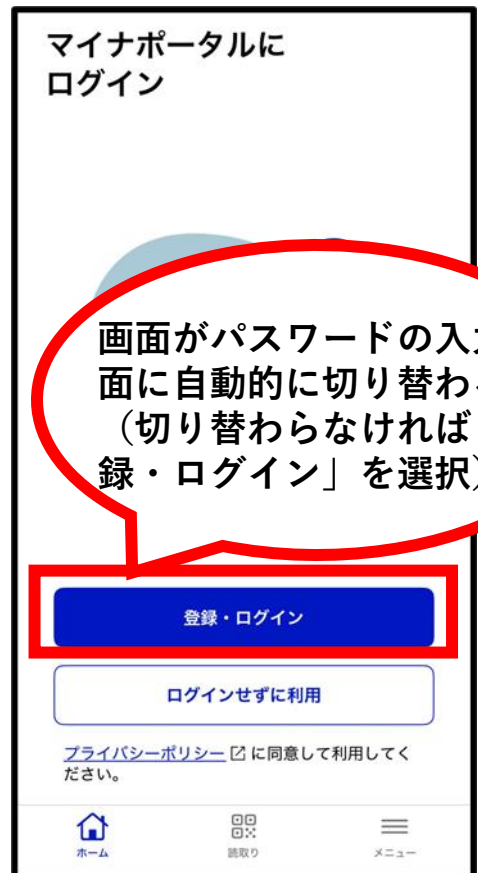 マイナポータルに
ログイン
画面がパスワードの入
面に自動的に切り替わ
（切り替わらなければ
録・ログイン」を選択）
登録・ログイン
ログインせずに利用
プライバシーポリシー に同意して利用してく
ださい。
ホーム
読取り
メニュー